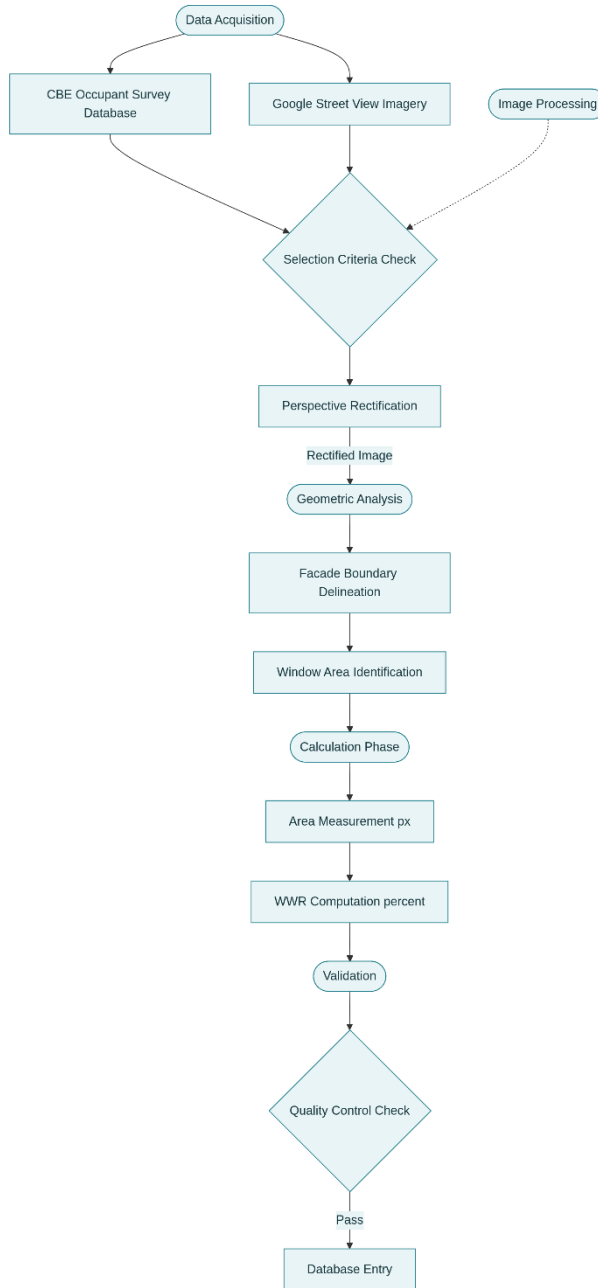 Data Acquisition
CBE Occupant Survey
Database
Google Street View Imagery
Image Processing
Selection Criteria Check
Perspective Rectification
Rectified Image
Geometric Analysis
Facade Boundary
Delineation
Window Area Identification
Calculation Phase
Area Measurement px
WWR Computation percent
Validation
Quality Control Check
Pass
Database Entry